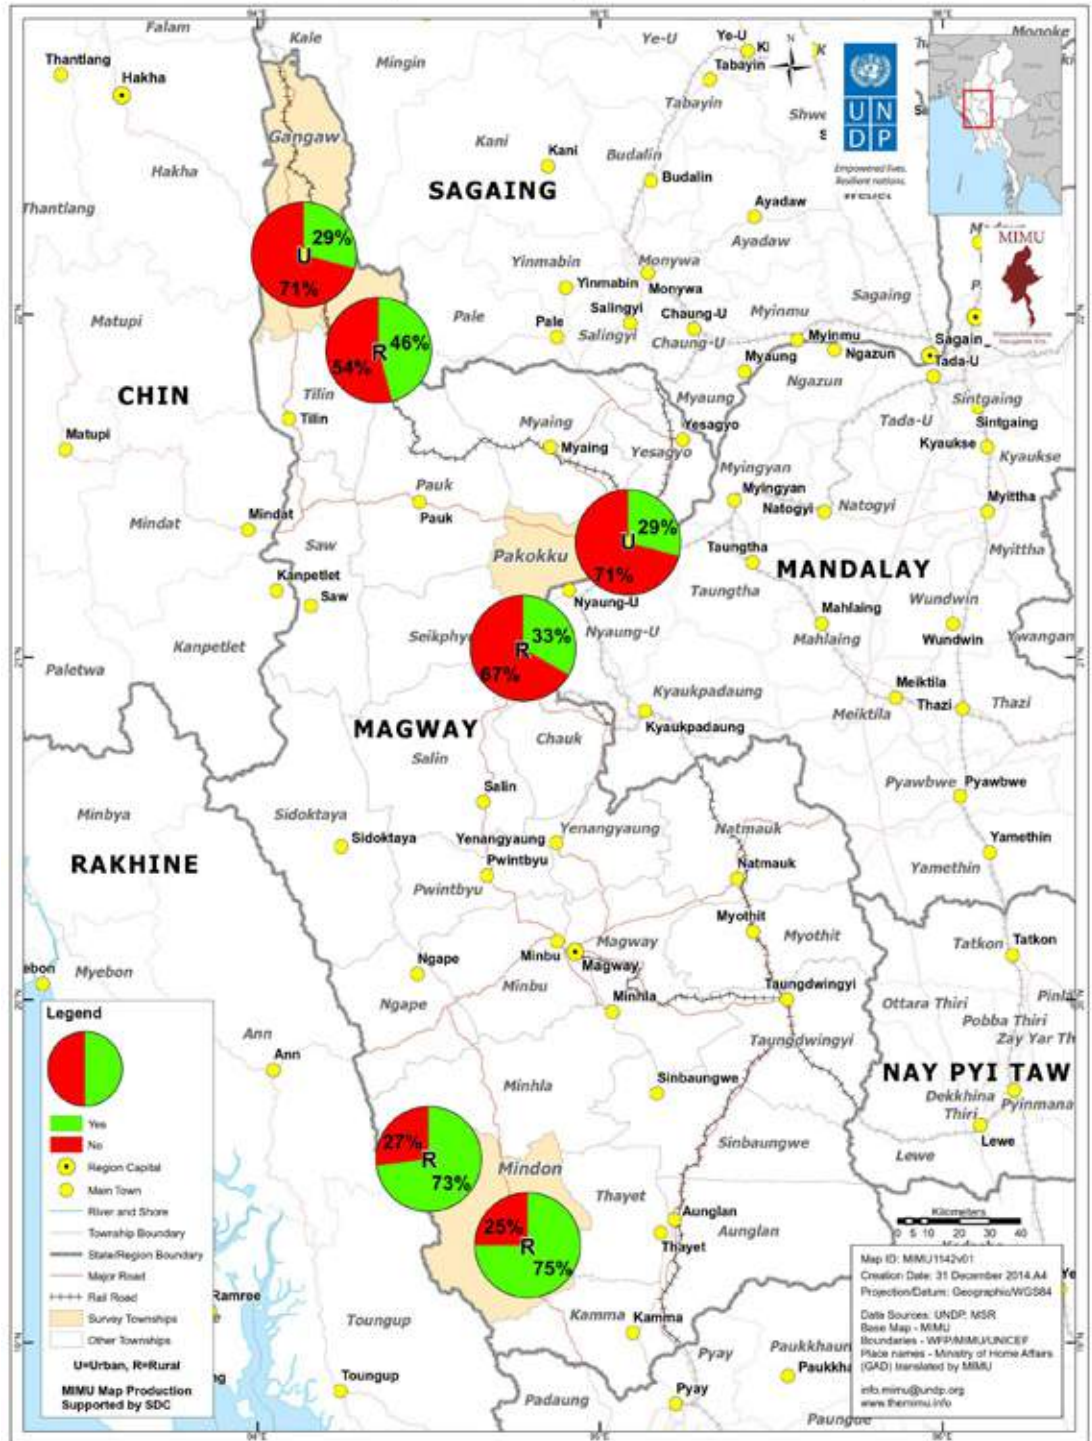 94°E
95°E
96°E
Falam
Kale
Mingin
Ye-U
Ye-U
Thantlang
Hakha
Tabayin
Tabayin
Gangaw
Kani
Kani
Budalin
Budalin
Hakha
SAGAING
Thantlang
Ayadaw
Ayadaw
UN
DP
Empowered lives.
Resilient nations.
MIMU
29%
U
71%
Yinmabin
Yinmabin
Monywa
Monywa
Sagaing
Salingyi
Salingyi
Chaung-U
Chaung-U
Myinmu
Myinmu
Matupi
Pale
Pale
46%
R
54%
Ngazun
Ngazun
Sagain
Tada-U
Tada-U
Myaung
Myaung
CHIN
Tilin
Tilin
Myaing
Myaing
Yesagyo
Yesagyo
Sintgaing
Sintgaing
Kyaukse
Kyaukse
Matupi
Pauk
Pauk
Myingyan
Myingyan
Natogyi
Natogyi
Myittha
Myittha
Mindat
Mindat
Saw
Saw
Pakokku
29%
U
71%
Taungtha
Taungtha
MANDALAY
Kanpetlet
Kanpetlet
Nyaung-U
Nyaung-U
Mahlaing
Mahlaing
Wundwin
Wundwin
Ywangan
Paletwa
Seikphyu
33%
R
67%
Kyaukpadaung
Kyaukpadaung
Meiktila
Meiktila
Thazi
Thazi
MAGWAY
Chauk
Salin
Salin
Pyawbwe
Pyawbwe
Minbya
Sidoktaya
Sidoktaya
Yenangyaung
Yenangyaung
Natmauk
Natmauk
Yamethin
Yamethin
RAKHINE
Pwintbyu
Pwintbyu
Myothit
Myothit
Tatkon
Tatkon
Myebon
Ngape
Ngape
Minbu
Minbu
Magway
Magway
Minhla
Minhla
Taungdwingyi
Taungdwingyi
Ottara Thiri
Pobba Thiri
Zay Yar Th
NAY PYI TAW
Ann
Ann
Sinbaungwe
Sinbaungwe
Dekkhina
Thiri
Pyinmana
Lewe
Lewe
27%
R
73%
Mindon
25%
R
75%
Thayet
Thayet
Aunglan
Aunglan
Kamma
Kamma
Ramree
Toungup
Toungup
Padaung
Pyay
Pyay
Paukkhaun
Paukkha
Paungde
Legend
Yes
No
Region Capital
Main Town
River and Shore
Township Boundary
State/Region Boundary
Major Road
Rail Road
Survey Townships
Other Townships
U=Urban, R=Rural
MIMU Map Production
Supported by SDC
Kilometers
0 5 10 20 30 40
Map ID: MIMU1142v01
Creation Date: 31 December 2014.A4
Projection/Datum: Geographic/WGS84
Data Sources: UNDP: MSR
Base Map - MIMU
Boundaries - WFP/MIMU/UNICEF
Place names - Ministry of Home Affairs
(GAD) translated by MIMU
info.mimu@undp.org
www.themimu.info